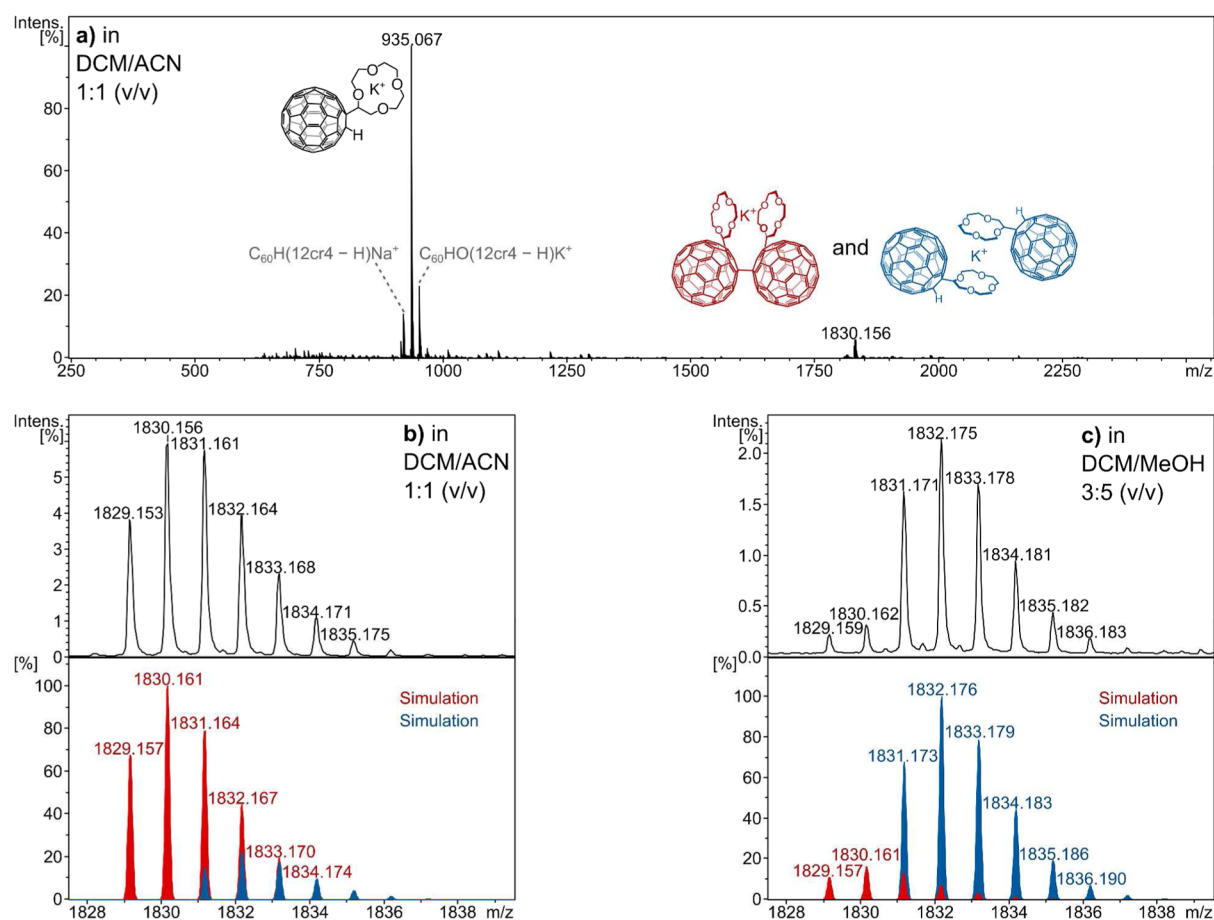 Intens.
[%]
a) in
DCM/ACN
1:1 (v/v)
935.067
O
O
K+
O
O
H
C60H(12cr4 − H)Na+
C60HO(12cr4 − H)K+
K+
and
H
K+
H
1830.156
80
60
40
20
0
250
500
750
1000
1250
1500
1750
2000
2250
m/z
Intens.
[%]
b) in
DCM/ACN
1:1 (v/v)
1830.156
1831.161
1829.153
1832.164
1833.168
1834.171
1835.175
5
4
3
2
1
0
[%]
100
80
60
40
20
0
Simulation
Simulation
1830.161
1831.164
1829.157
1832.167
1833.170
1834.174
1828
1830
1832
1834
1836
1838
m/z
Intens.
[%]
c) in
DCM/MeOH
3:5 (v/v)
1832.175
1831.171
1833.178
1834.181
1830.162
1829.159
1835.182
1836.183
2.0
1.5
1.0
0.5
0.0
[%]
100
80
60
40
20
0
Simulation
Simulation
1832.176
1833.179
1831.173
1834.183
1830.161
1829.157
1835.186
1836.190
1828
1830
1832
1834
1836
1838
m/z